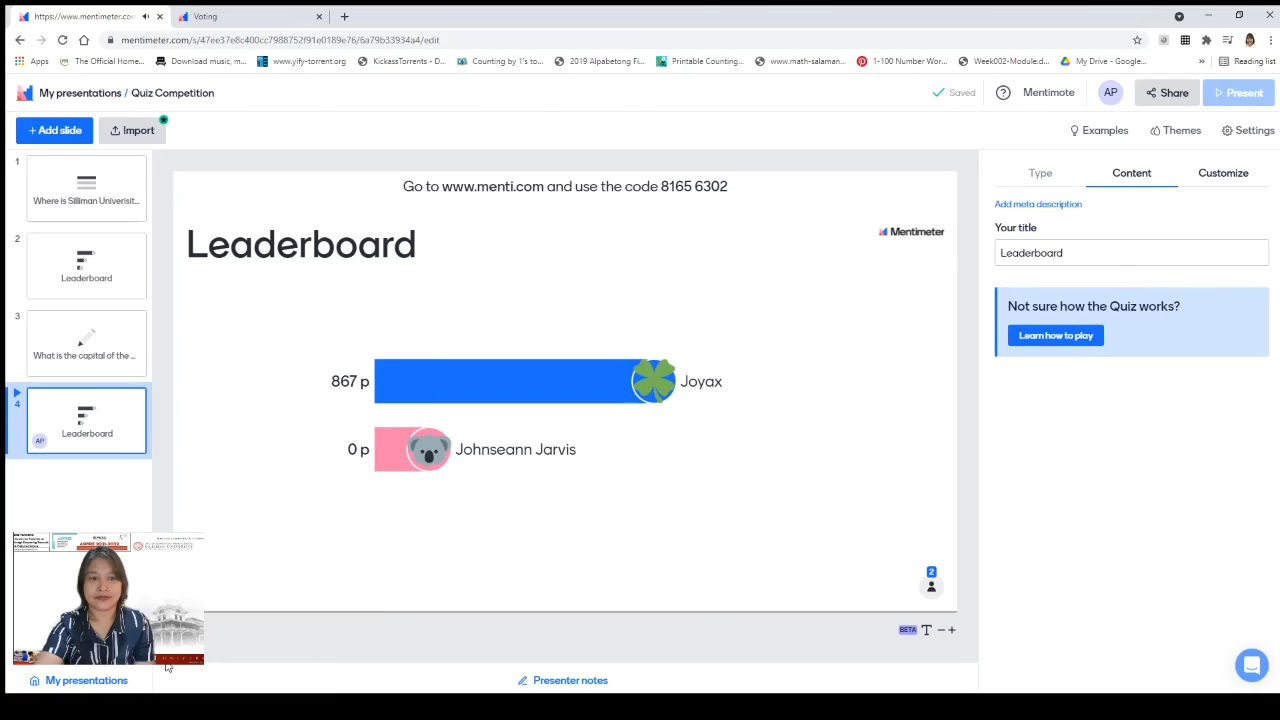 https://www.mentimeter.com
Voting
mentimeter.com/s/47ee37e8c400cc7988752f91e0189e76/6a79b33934a4/edit
Apps
The Official Home...
Download music, m...
www.yify-torrent.org
KickassTorrents - D...
Counting by 1's to...
2019 Alpabetong Fi...
Printable Counting...
www.math-salaman...
1-100 Number Wor...
Week002-Module.d...
My Drive - Google...
»
Reading list
My presentations / Quiz Competition
Saved
Mentimote
AP
Share
Present
+ Add slide
Import
Examples
Themes
Settings
1
Where is Silliman Univerisit...
2
Leaderboard
3
What is the capital of the ...
4
AP
Leaderboard
Go to www.menti.com and use the code 8165 6302
Leaderboard
Mentimeter
867 p
Joyax
0 p
Johnseann Jarvis
2
BETA
T
Type
Content
Customize
Add meta description
Your title
Leaderboard
Not sure how the Quiz works?
Learn how to play
ASPIRE 2021-2022
SILLIMAN UNIVERSITY
My presentations
Presenter notes